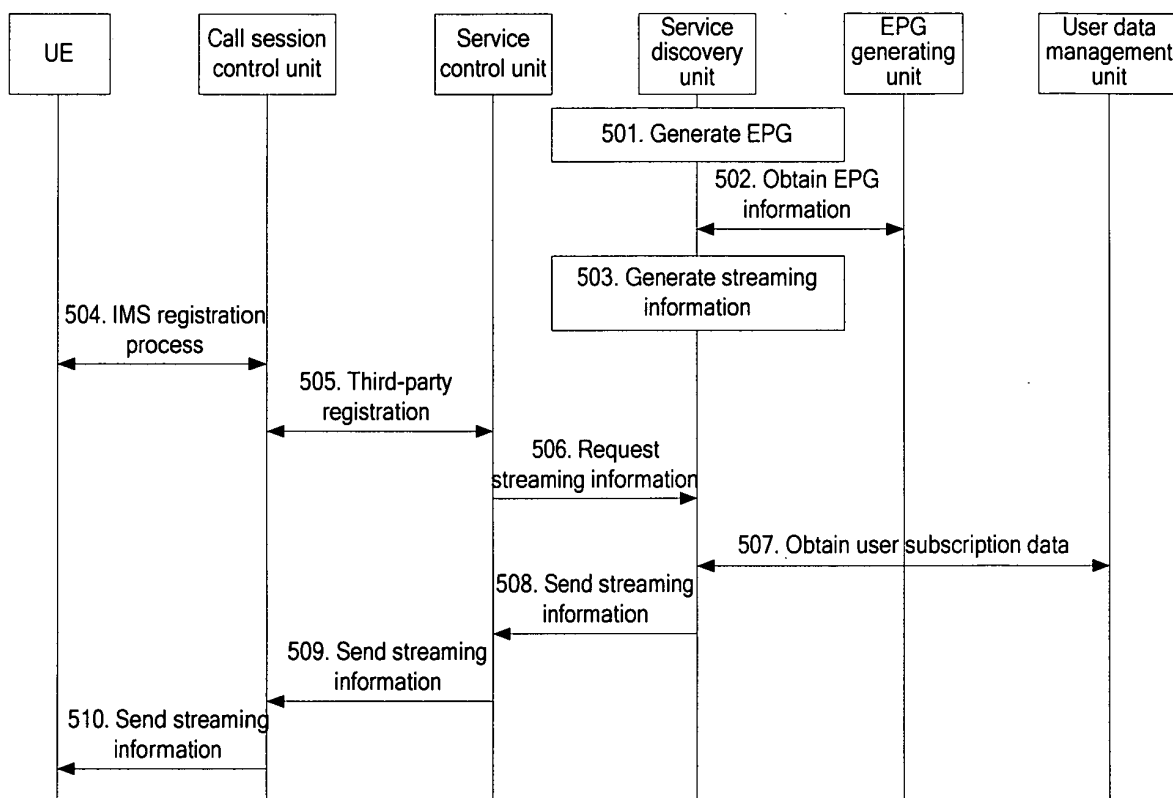 UE
Call session
control unit
Service
control unit
Service
discovery
unit
EPG
generating
unit
User data
management
unit
501. Generate EPG
502. Obtain EPG
information
503. Generate streaming
information
504. IMS registration
process
505. Third-party
registration
506. Request
streaming information
507. Obtain user subscription data
508. Send streaming
information
509. Send streaming
information
510. Send streaming
information